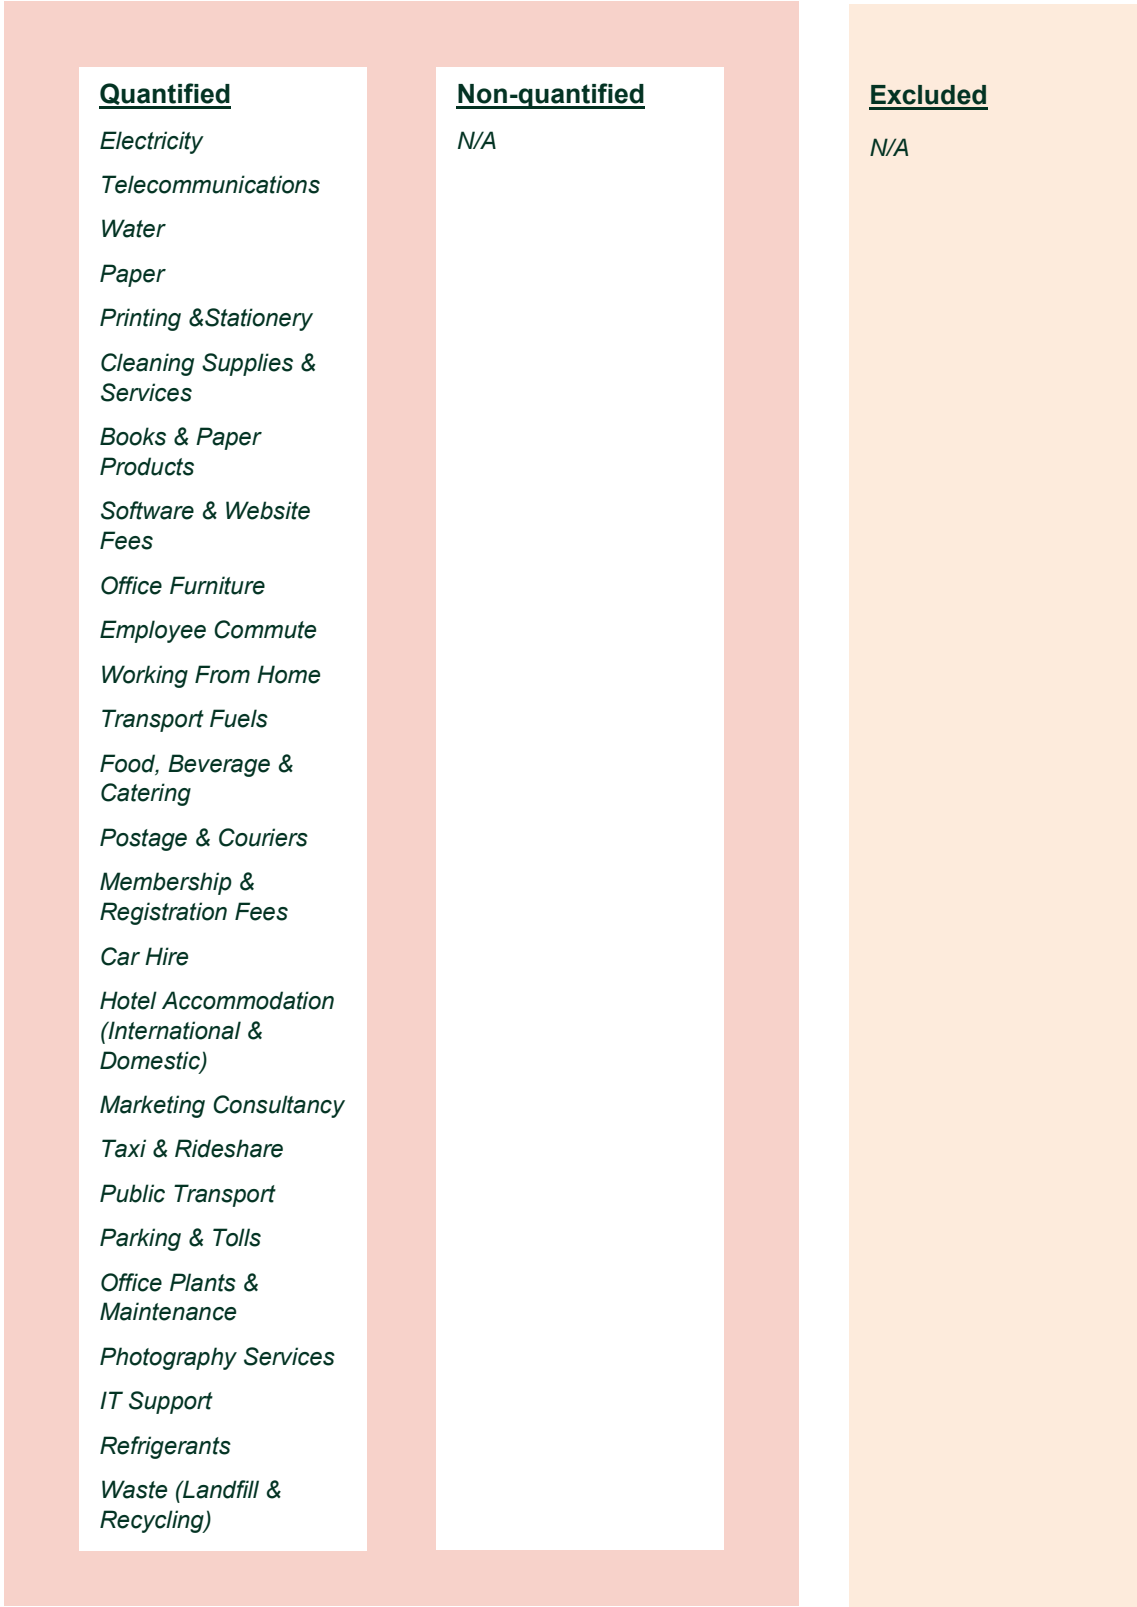 Quantified
Electricity
Telecommunications
Water
Paper
Printing &Stationery
Cleaning Supplies &
Services
Books & Paper
Products
Software & Website
Fees
Office Furniture
Employee Commute
Working From Home
Transport Fuels
Food, Beverage &
Catering
Postage & Couriers
Membership &
Registration Fees
Car Hire
Hotel Accommodation
(International &
Domestic)
Marketing Consultancy
Taxi & Rideshare
Public Transport
Parking & Tolls
Office Plants &
Maintenance
Photography Services
IT Support
Refrigerants
Waste (Landfill &
Recycling)
Non-quantified
N/A
Excluded
N/A